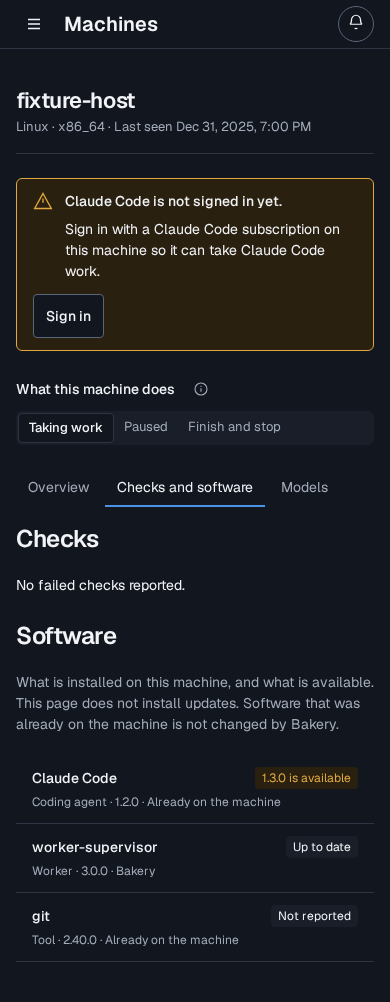 Machines
fixture-host
Linux · x86_64 · Last seen Dec 31, 2025, 7:00 PM
Claude Code is not signed in yet.
Sign in with a Claude Code subscription on
this machine so it can take Claude Code
work.
Sign in
What this machine does
Taking work Paused Finish and stop
Overview Checks and software Models
Checks
No failed checks reported.
Software
What is installed on this machine, and what is available.
This page does not install updates. Software that was
already on the machine is not changed by Bakery.
Claude Code 1.3.0 is available
Coding agent · 1.2.0 · Already on the machine
worker-supervisor Up to date
Worker · 3.0.0 · Bakery
git Not reported
Tool · 2.40.0 · Already on the machine